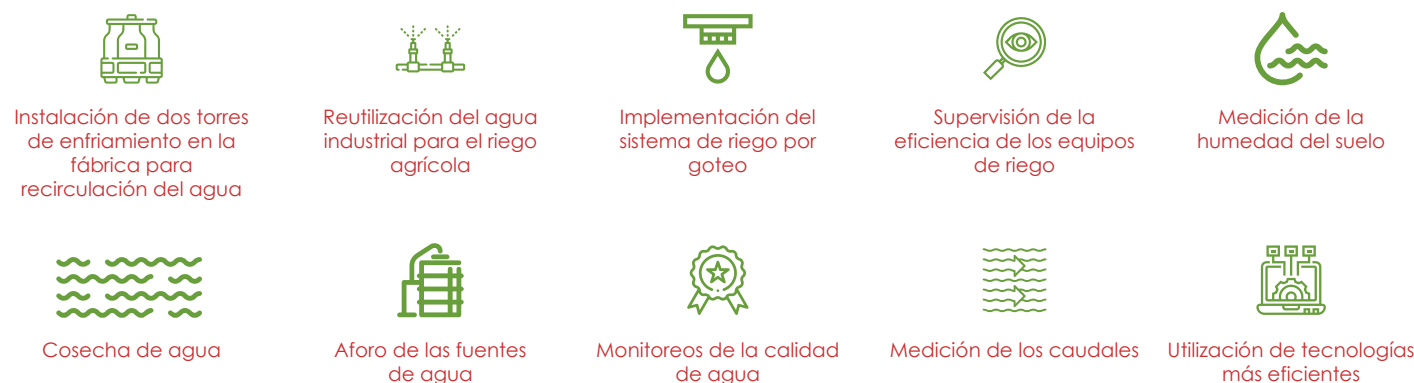 Instalación de dos torres
de enfriamiento en la
fábrica para
recirculación del agua
Reutilización del agua
industrial para el riego
agrícola
Implementación del
sistema de riego por
goteo
Supervisión de la
eficiencia de los equipos
de riego
Medición de la
humedad del suelo
Cosecha de agua
Aforo de las fuentes
de agua
Monitoreos de la calidad
de agua
Medición de los caudales
Utilización de tecnologías
más eficientes